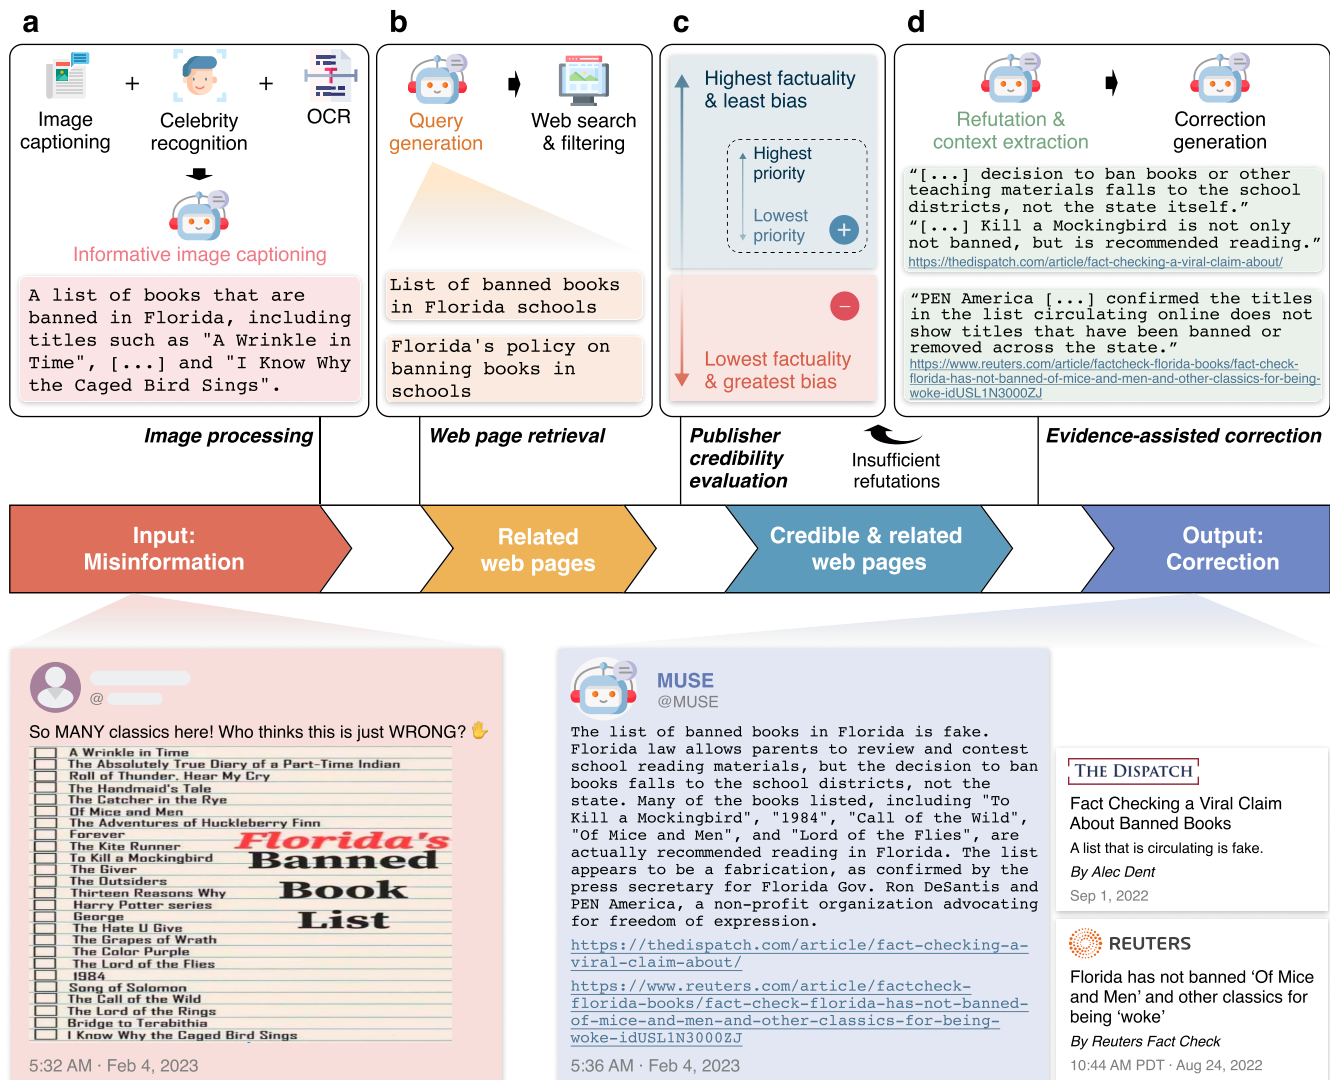 a
b
c
d
Image
captioning
+
Celebrity
recognition
+
OCR
Informative image captioning
A list of books that are
banned in Florida, including
titles such as "A Wrinkle in
Time", [...] and "I Know Why
the Caged Bird Sings".
Query
generation
Web search
& filtering
List of banned books
in Florida schools
Florida's policy on
banning books in
schools
Highest factuality
& least bias
Highest
priority
Lowest
priority
+
−
Lowest factuality
& greatest bias
Refutation &
context extraction
Correction
generation
“[...] decision to ban books or other
teaching materials falls to the school
districts, not the state itself.”
“[...] Kill a Mockingbird is not only
not banned, but is recommended reading.”
https://thedispatch.com/article/fact-checking-a-viral-claim-about/
“PEN America [...] confirmed the titles
in the list circulating online does not
show titles that have been banned or
removed across the state.”
https://www.reuters.com/article/factcheck-florida-books/fact-check-
florida-has-not-banned-of-mice-and-men-and-other-classics-for-being-
woke-idUSL1N3000ZJ
Image processing
Web page retrieval
Publisher
credibility
evaluation
Insufficient
refutations
Evidence-assisted correction
Input:
Misinformation
Related
web pages
Credible & related
web pages
Output:
Correction
@
So MANY classics here! Who thinks this is just WRONG? ✋
A Wrinkle in Time
The Absolutely True Diary of a Part-Time Indian
Roll of Thunder. Hear My Cry
The Handmaid's Tale
The Catcher in the Rye
Of Mice and Men
The Adventures of Huckleberry Finn
Forever
The Kite Runner
To Kill a Mockingbird
The Giver
The Outsiders
Thirteen Reasons Why
Harry Potter series
George
The Hate U Give
The Grapes of Wrath
The Color Purple
The Lord of the Flies
1984
Song of Solomon
The Call of the Wild
The Lord of the Rings
Bridge to Terabithia
I Know Why the Caged Bird Sings
Florida's
Banned
Book
List
5:32 AM · Feb 4, 2023
MUSE
@MUSE
The list of banned books in Florida is fake.
Florida law allows parents to review and contest
school reading materials, but the decision to ban
books falls to the school districts, not the
state. Many of the books listed, including "To
Kill a Mockingbird", "1984", "Call of the Wild",
"Of Mice and Men", and "Lord of the Flies", are
actually recommended reading in Florida. The list
appears to be a fabrication, as confirmed by the
press secretary for Florida Gov. Ron DeSantis and
PEN America, a non-profit organization advocating
for freedom of expression.
https://thedispatch.com/article/fact-checking-a-
viral-claim-about/
https://www.reuters.com/article/factcheck-
florida-books/fact-check-florida-has-not-banned-
of-mice-and-men-and-other-classics-for-being-
woke-idUSL1N3000ZJ
5:36 AM · Feb 4, 2023
THE DISPATCH
Fact Checking a Viral Claim
About Banned Books
A list that is circulating is fake.
By Alec Dent
Sep 1, 2022
REUTERS
Florida has not banned ‘Of Mice
and Men’ and other classics for
being ‘woke’
By Reuters Fact Check
10:44 AM PDT · Aug 24, 2022